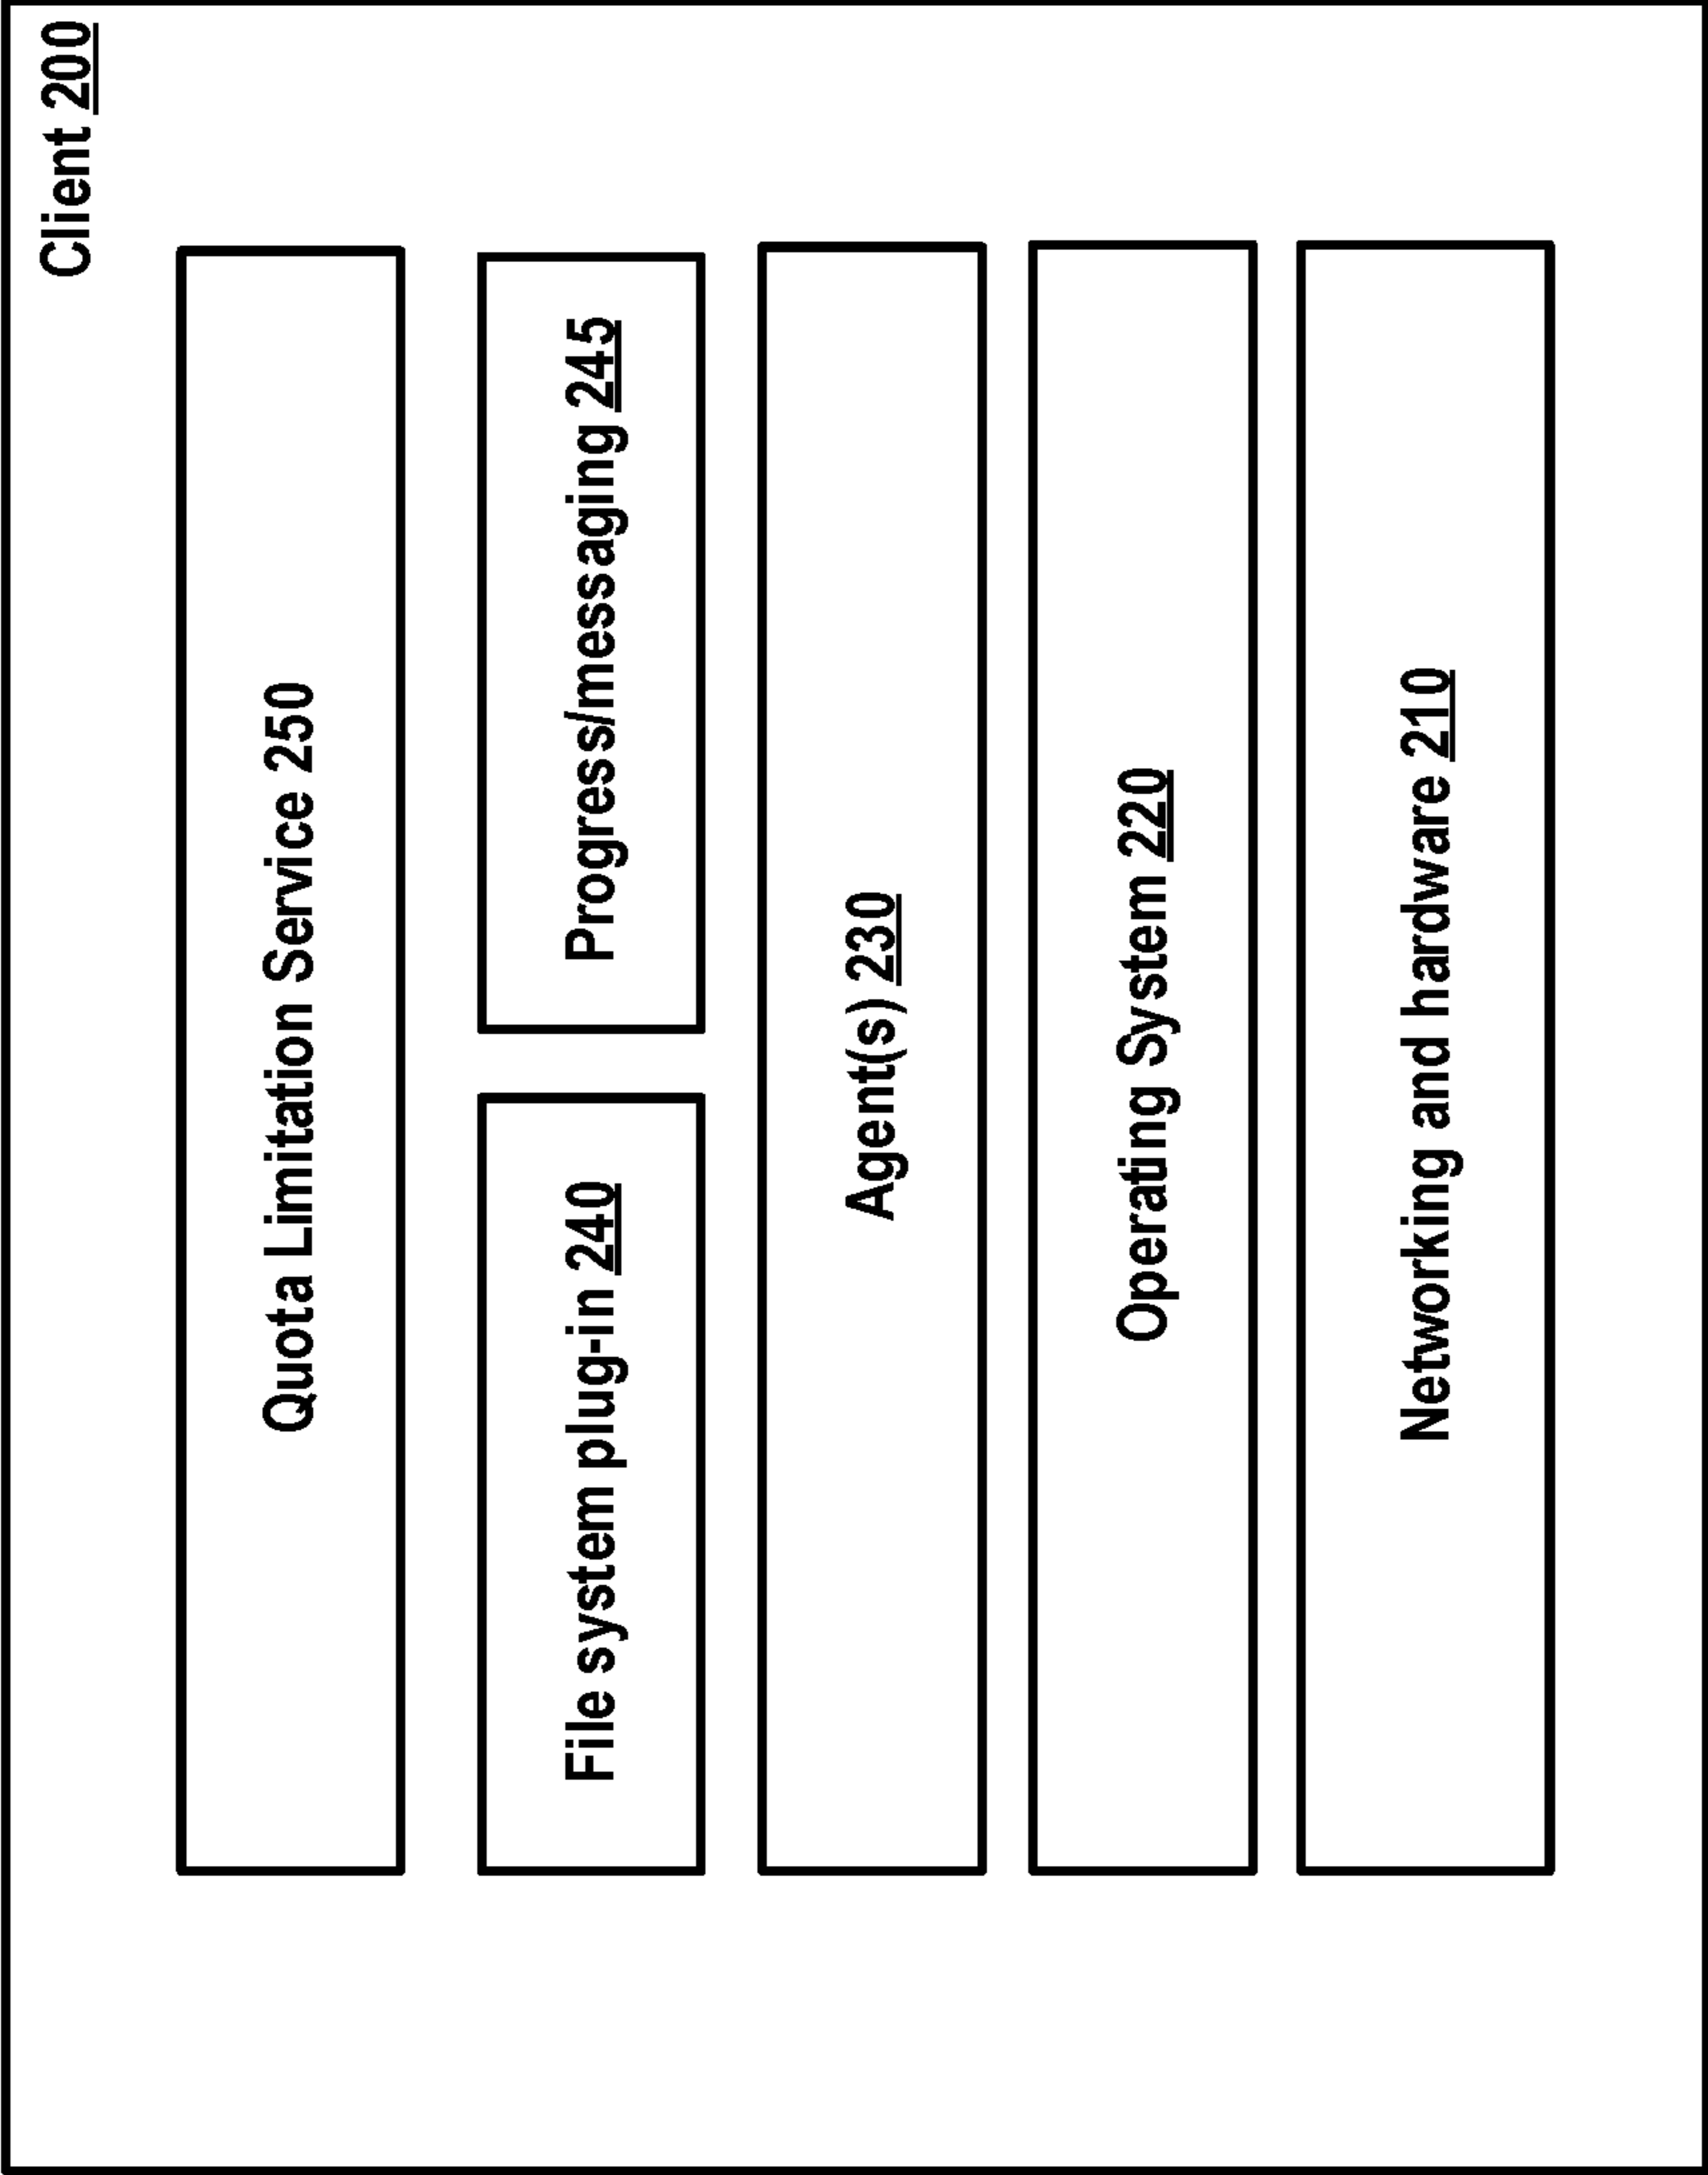 Client 200
Quota Limitation Service 250
File system plug-in 240
Progress/messaging 245
Agent(s) 230
Operating System 220
Networking and hardware 210